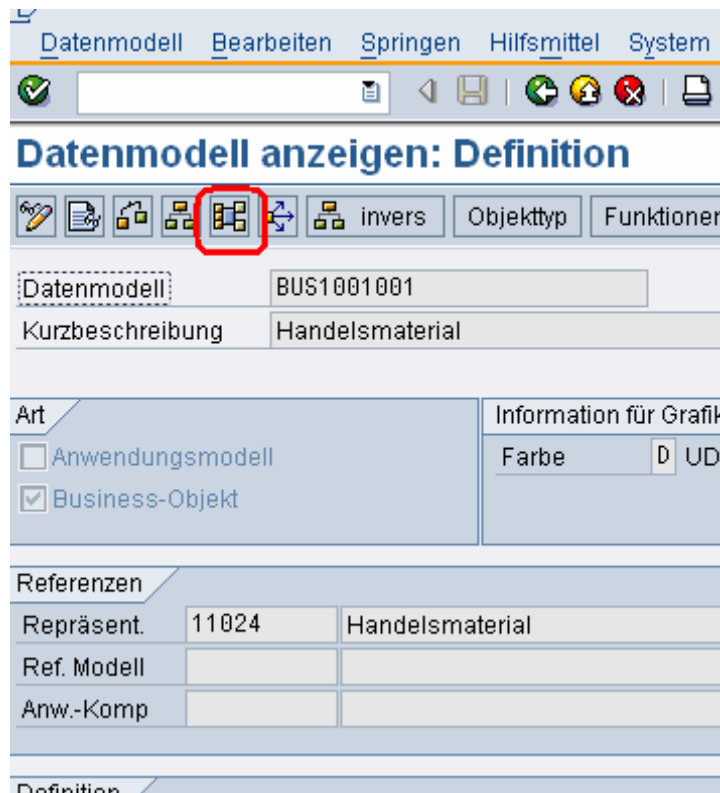 Datenmodell Bearbeiten Springen Hilfsmittel System
Datenmodell anzeigen: Definition
invers Objekttyp Funktionen
Datenmodell BUS1001001
Kurzbeschreibung Handelsmaterial
Art Information für Grafik
Anwendungsmodell Farbe D UD
Business-Objekt
Referenzen
Repräsent. 11024 Handelsmaterial
Ref. Modell
Anw.-Komp
Definition